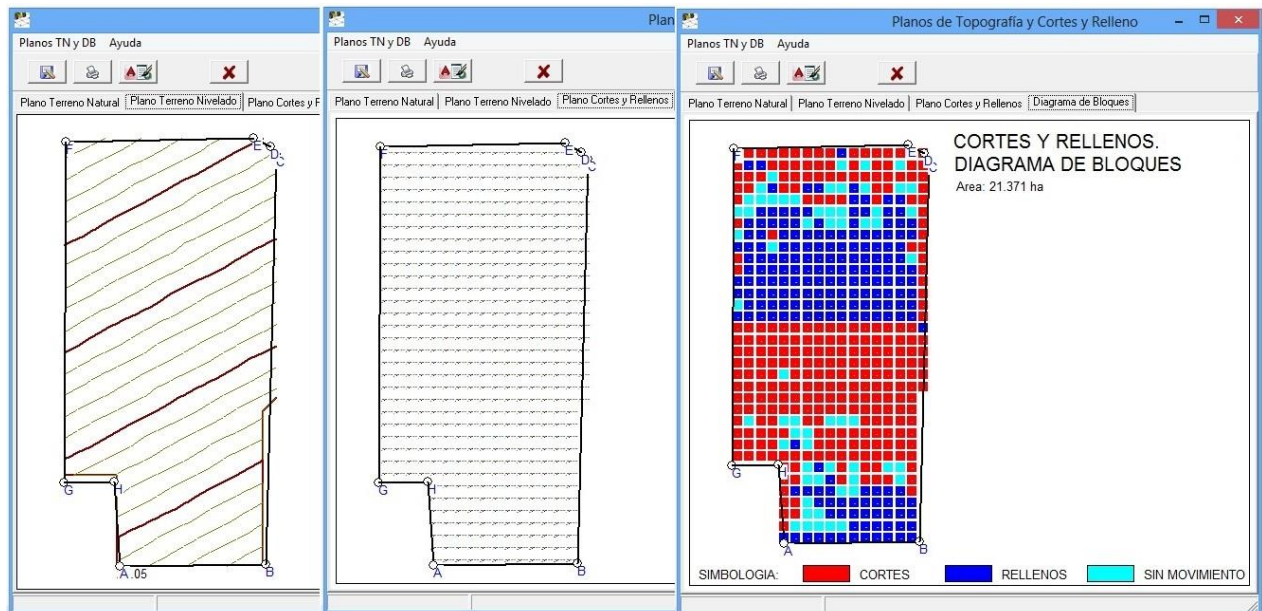 Planos TN y DB Ayuda
Plano Terreno Natural Plano Terreno Nivelado Plano Cortes y R
F
E
D
C
G
H
A .05
B
Plan
Planos TN y DB Ayuda
Plano Terreno Natural Plano Terreno Nivelado Plano Cortes y Rellenos
F
E
D
C
G
H
A
B
Planos de Topografía y Cortes y Relleno
Planos TN y DB Ayuda
Plano Terreno Natural Plano Terreno Nivelado Plano Cortes y Rellenos Diagrama de Bloques
CORTES Y RELLENOS.
DIAGRAMA DE BLOQUES
Area: 21.371 ha
F
E
D
C
G
H
A
B
SIMBOLOGIA: CORTES RELLENOS SIN MOVIMIENTO